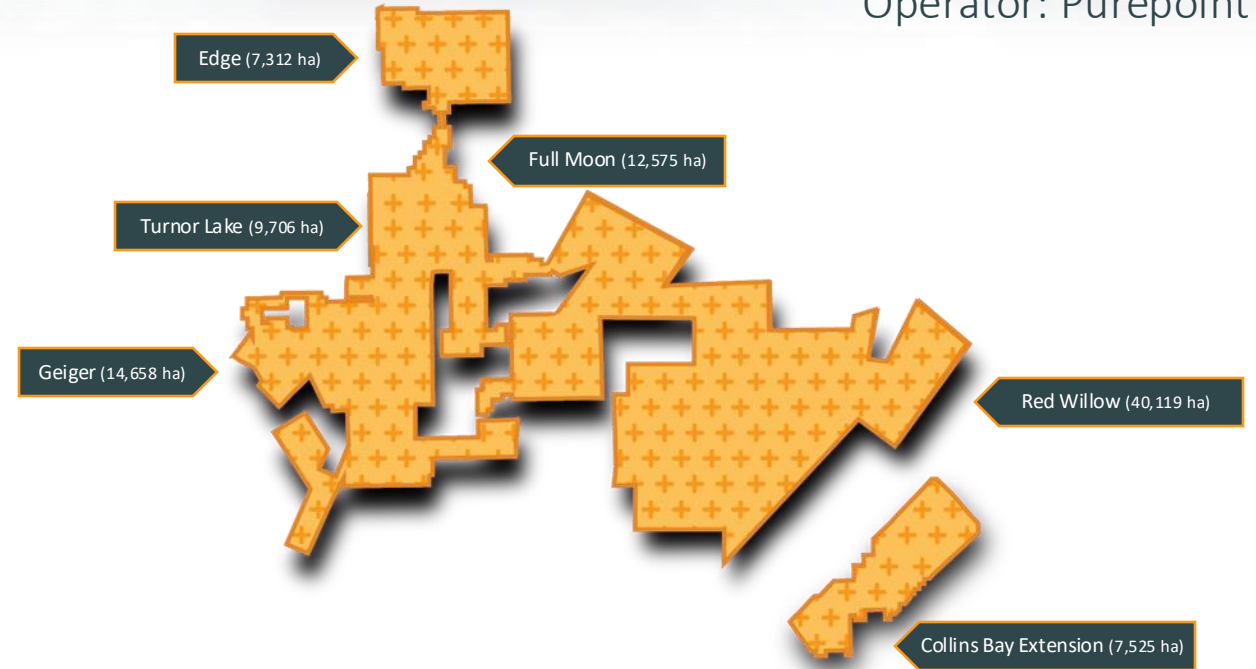 Operator: Purepoint
Edge (7,312 ha)
Full Moon (12,575 ha)
Turnor Lake (9,706 ha)
Geiger (14,658 ha)
Red Willow (40,119 ha)
Collins Bay Extension (7,525 ha)